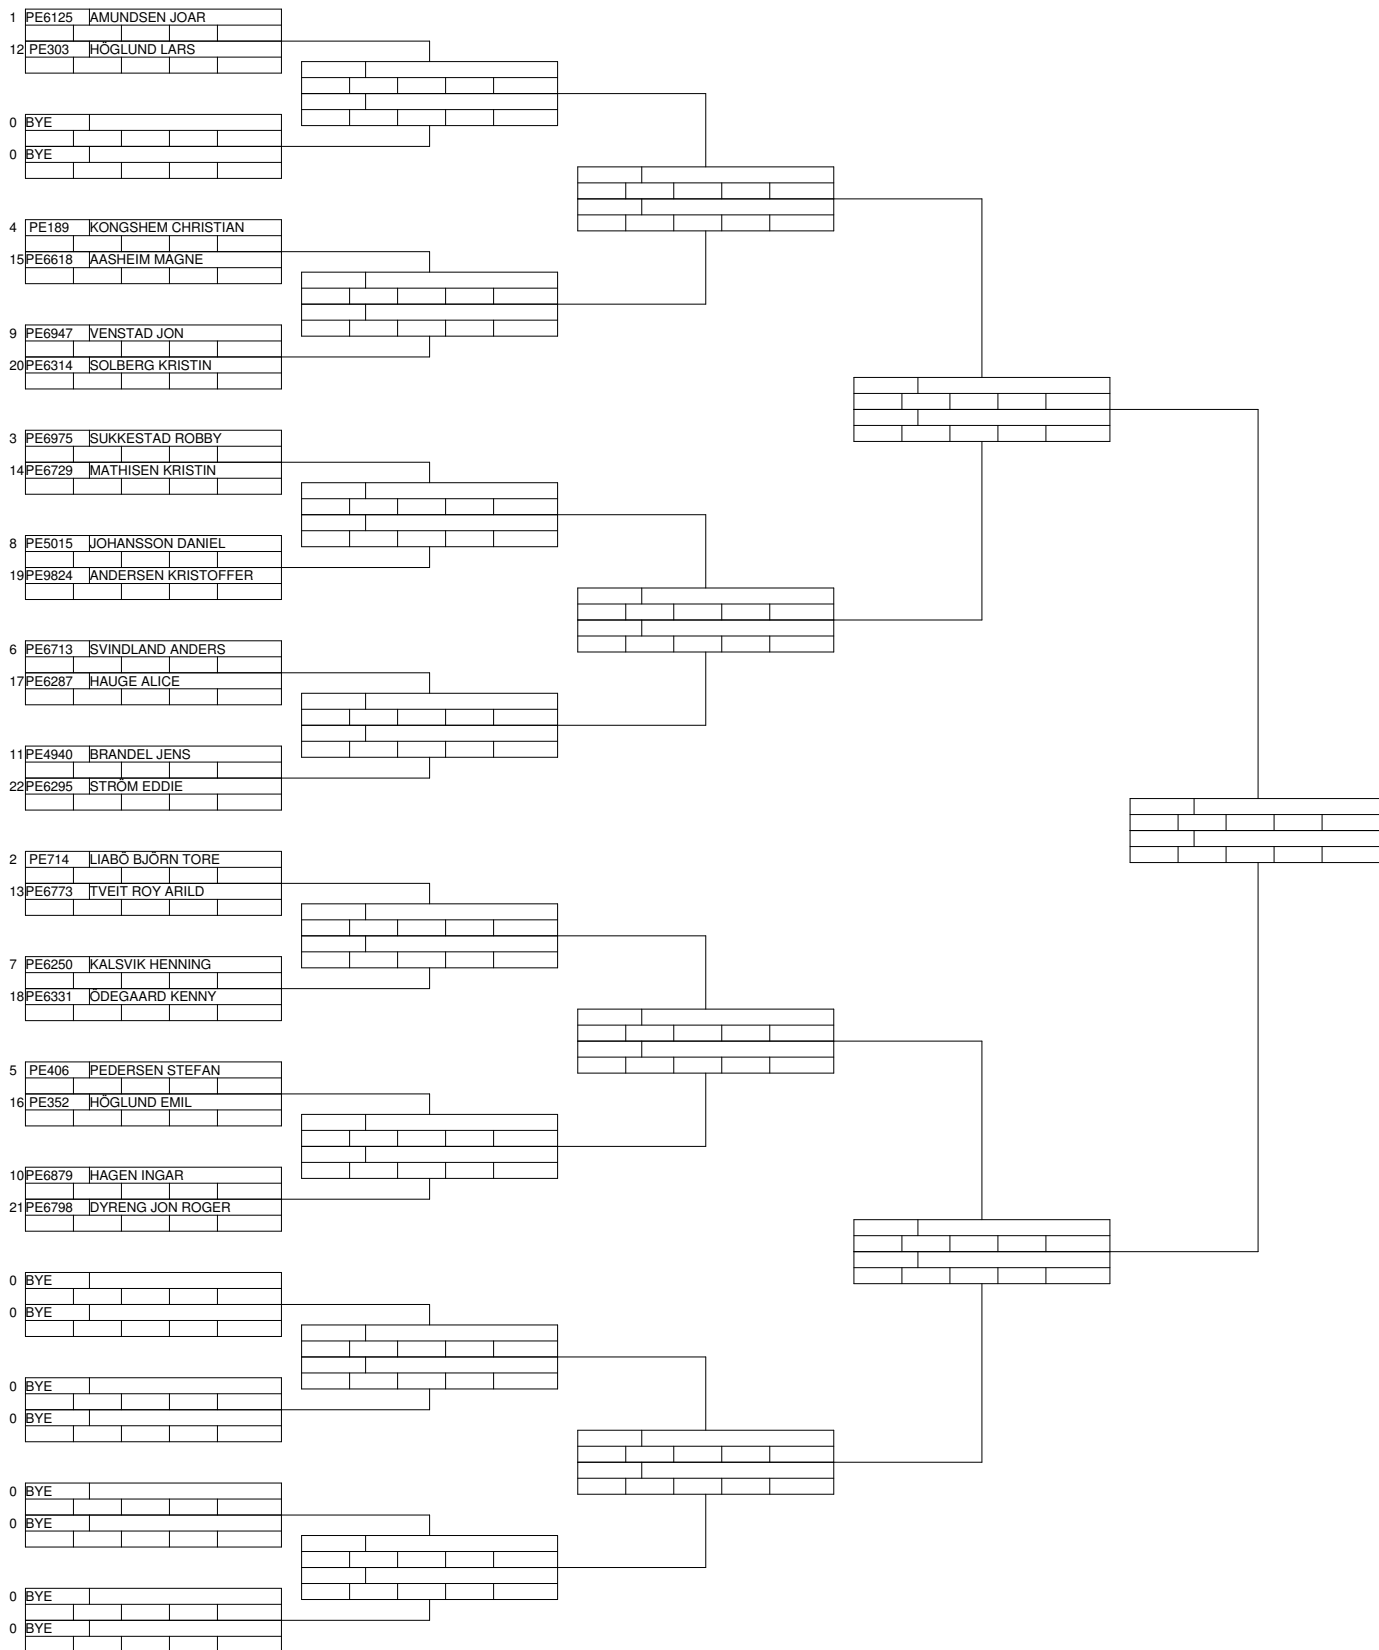 1 PE6125 AMUNDSEN JOAR
12 PE303 HÖGLUND LARS
0 BYE
0 BYE
4 PE189 KONGSHEM CHRISTIAN
15 PE6618 AASHEIM MAGNE
9 PE6947 VENSTAD JON
20 PE6314 SOLBERG KRISTIN
3 PE6975 SUKKESTAD ROBBY
14 PE6729 MATHISEN KRISTIN
8 PE5015 JOHANSSON DANIEL
19 PE9824 ANDERSEN KRISTOFFER
6 PE6713 SVINDLAND ANDERS
17 PE6287 HAUGE ALICE
11 PE4940 BRANDEL JENS
22 PE6295 STRÖM EDDIE
2 PE714 LIABÖ BJÖRN TORE
13 PE6773 TVEIT ROY ARILD
7 PE6250 KALSVIK HENNING
18 PE6331 ÖDEGAARD KENNY
5 PE406 PEDERSEN STEFAN
16 PE352 HÖGLUND EMIL
10 PE6879 HAGEN INGAR
21 PE6798 DYRENG JON ROGER
0 BYE
0 BYE
0 BYE
0 BYE
0 BYE
0 BYE
0 BYE
0 BYE